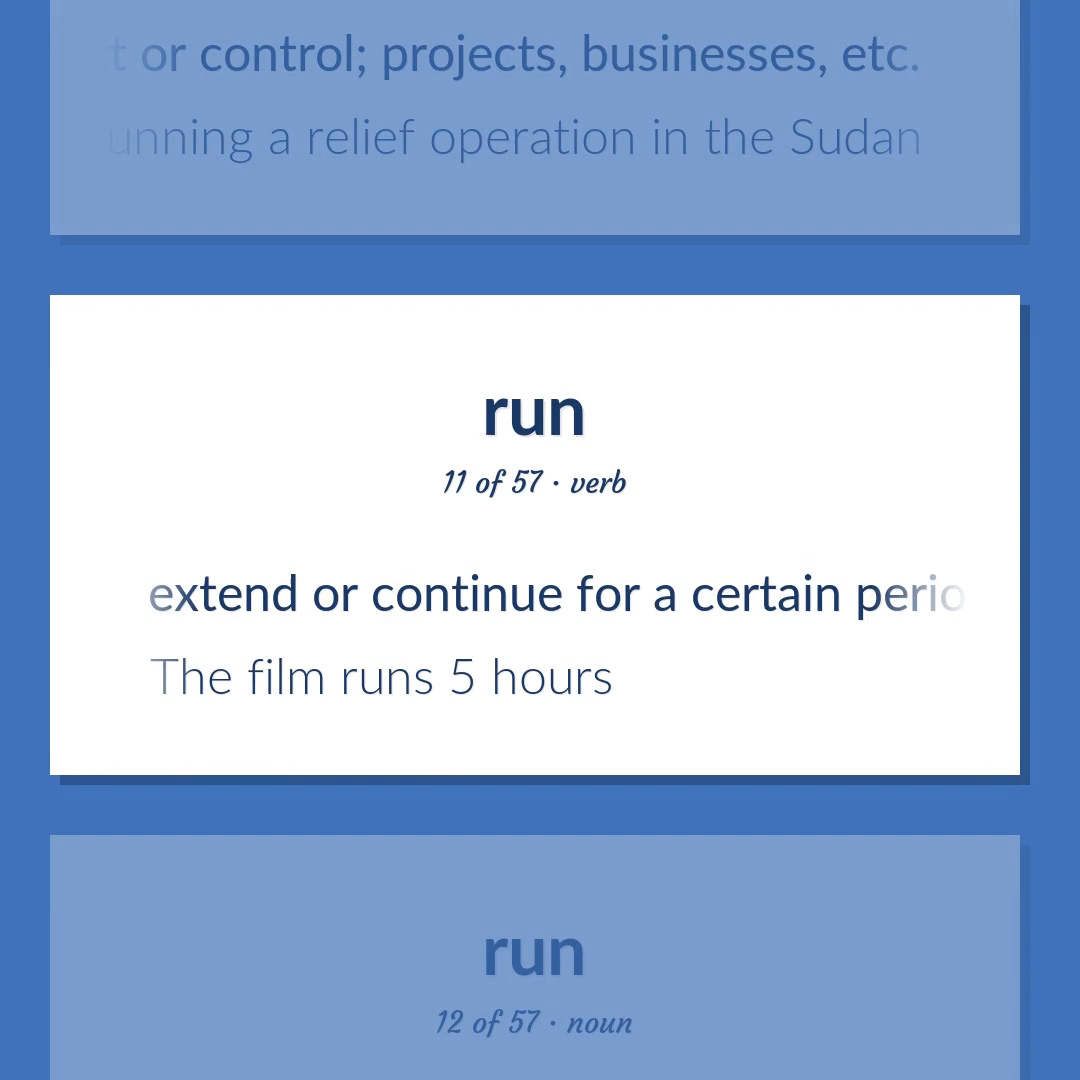 t or control; projects, businesses, etc.
unning a relief operation in the Sudan
run
11 of 57 · verb
extend or continue for a certain perio
The film runs 5 hours
run
12 of 57 · noun